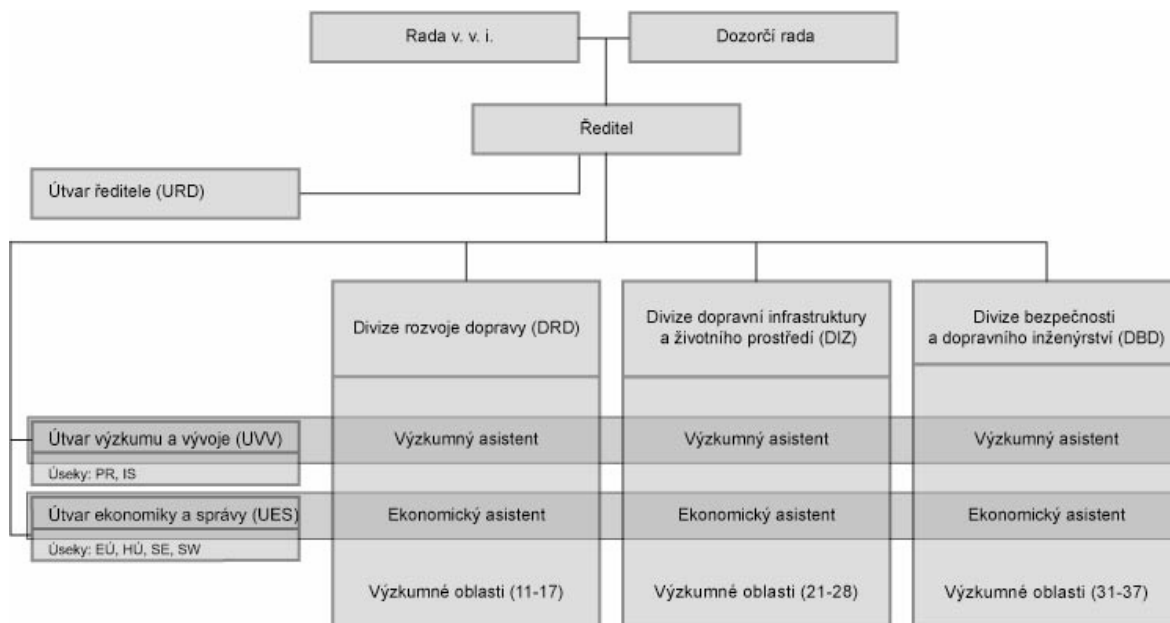 Rada v. v. i.
Dozorčí rada
Ředitel
Útvar ředitele (URD)
Divize rozvoje dopravy (DRD)
Divize dopravní infrastruktury
a životního prostředí (DIZ)
Divize bezpečnosti
a dopravního inženýrství (DBD)
Útvar výzkumu a vývoje (UVV)
Výzkumný asistent
Výzkumný asistent
Výzkumný asistent
Úseky: PR, IS
Útvar ekonomiky a správy (UES)
Ekonomický asistent
Ekonomický asistent
Ekonomický asistent
Úseky: EÚ, HÚ, SE, SW
Výzkumné oblasti (11-17)
Výzkumné oblasti (21-28)
Výzkumné oblasti (31-37)